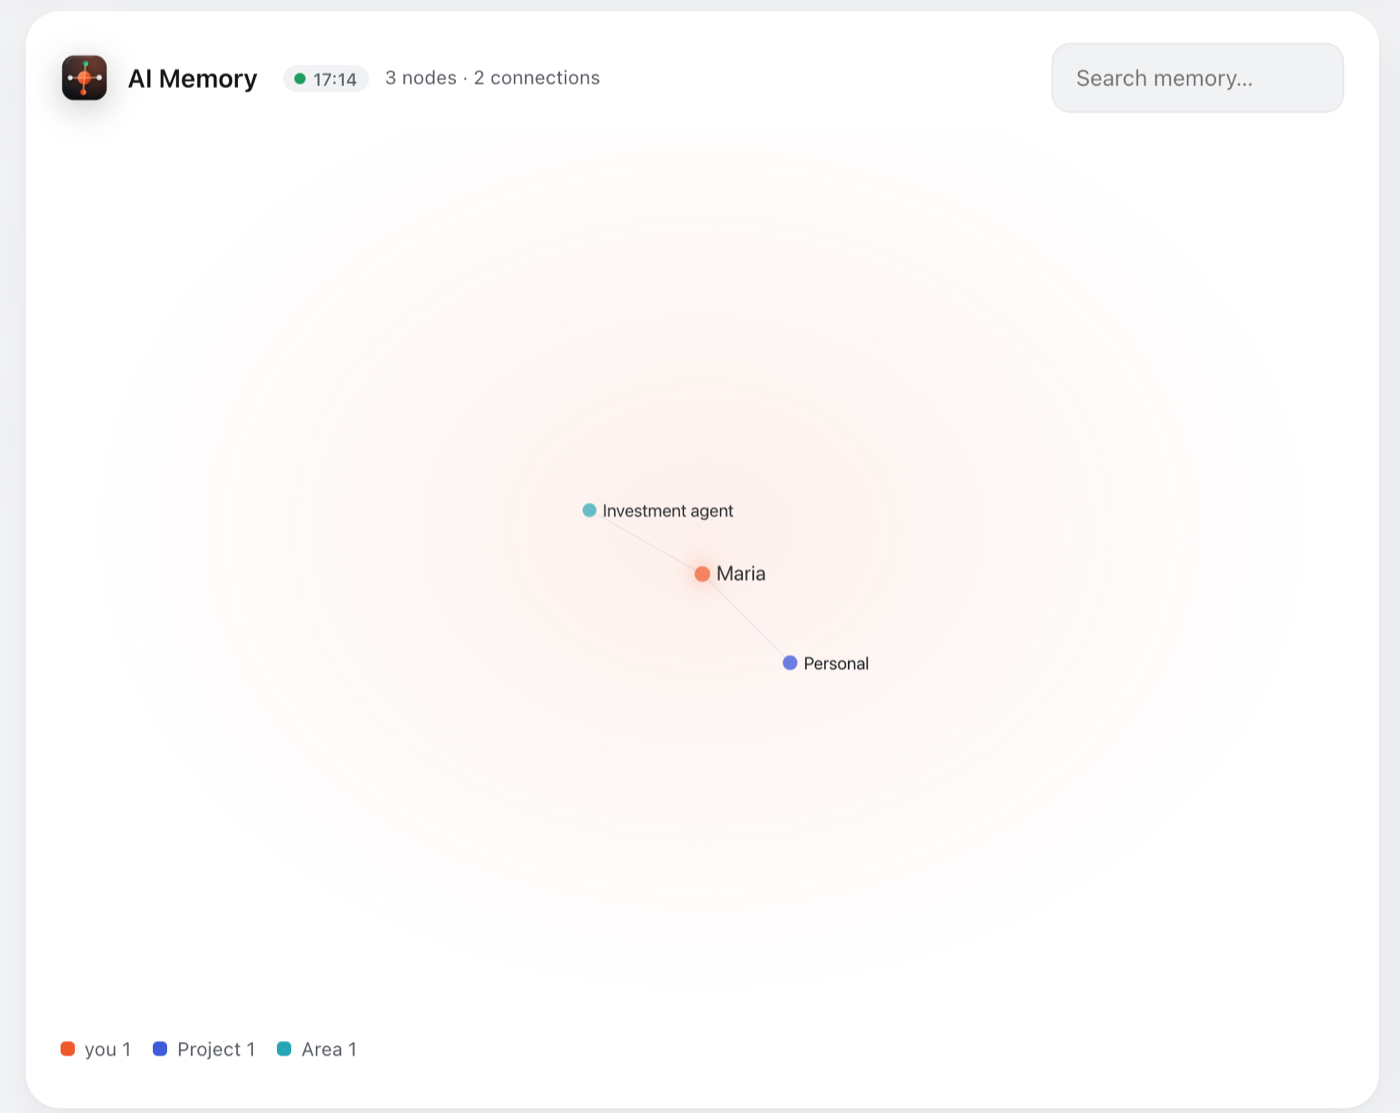 AI Memory
17:14
3 nodes · 2 connections
Search memory...
Investment agent
Maria
Personal
you 1
Project 1
Area 1